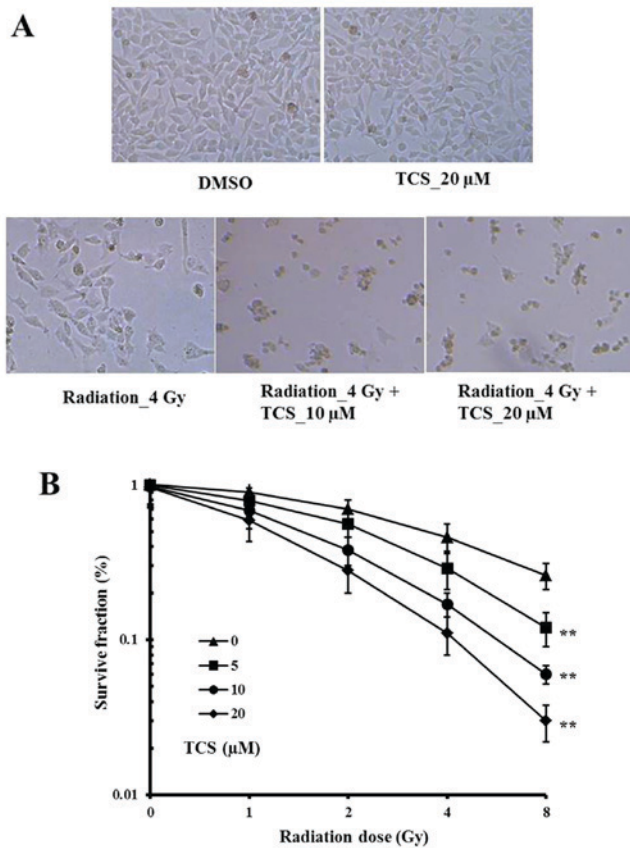 A
DMSO
TCS_20 μM
Radiation_4 Gy
Radiation_4 Gy +
TCS_10 μM
Radiation_4 Gy +
TCS_20 μM
B
Survive fraction (%)
1
0.1
0.01
0
5
10
20
TCS (μM)
**
**
**
0
1
2
4
8
Radiation dose (Gy)